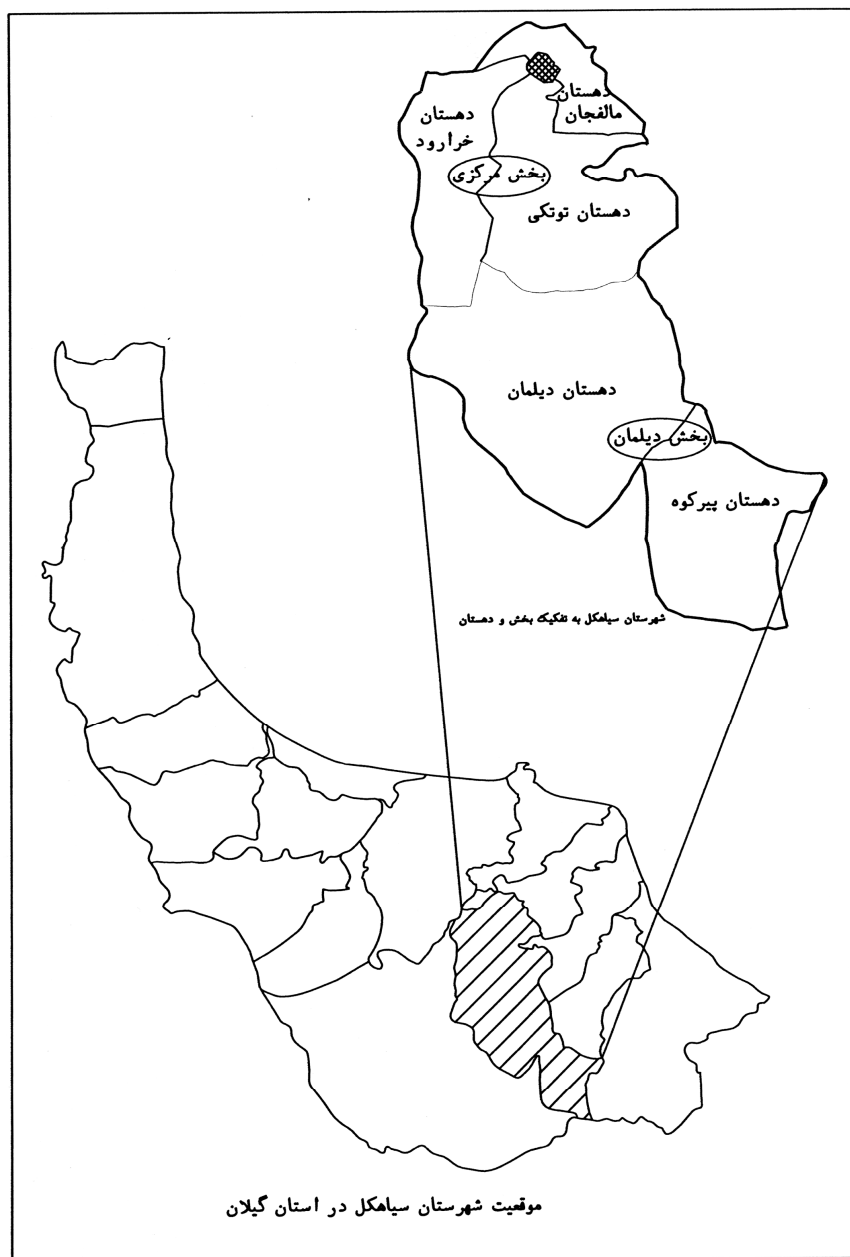 دهستان
مالفجان
دهستان
خرارود
بخش مرکزی
دهستان توتکی
دهستان دیلمان
بخش دیلمان
دهستان پیرکوه
شهرستان سیاهکل به تفکیک بخش و دهستان
موقعیت شهرستان سیاهکل در استان گیلان